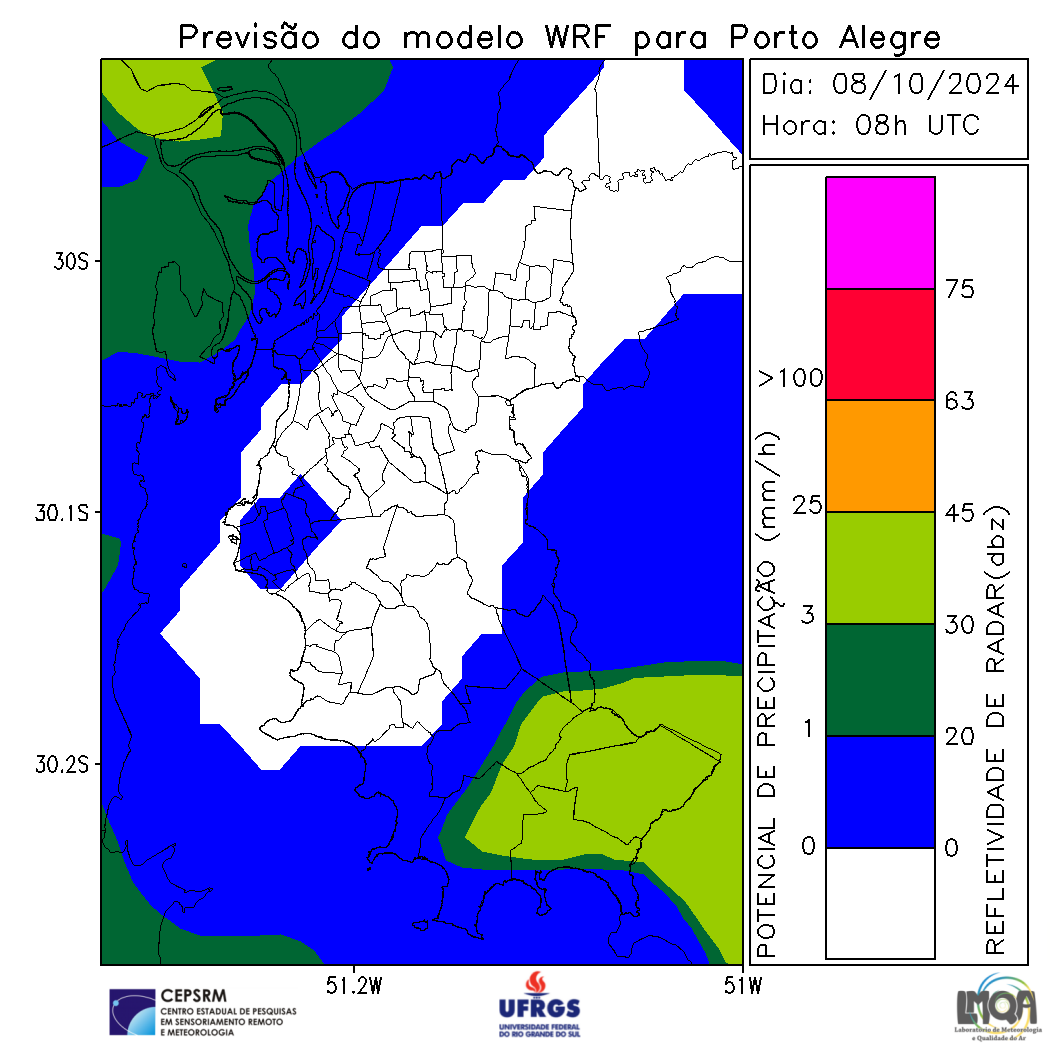 Previsão do modelo WRF para Porto Alegre
Dia: 08/10/2024
Hora: 08h UTC
30S
30.1S
30.2S
51.2W
51W
POTENCIAL DE PRECIPITAÇÃO (mm/h)
>100
25
3
1
0
75
63
45
30
20
0
REFLETIVIDADE DE RADAR(dbz)
CEPSRM
CENTRO ESTADUAL DE PESQUISAS
EM SENSORIAMENTO REMOTO
E METEOROLOGIA
UFRGS
UNIVERSIDADE FEDERAL
DO RIO GRANDE DO SUL
LMQA
Laboratório de Meteorologia
e Qualidade do Ar